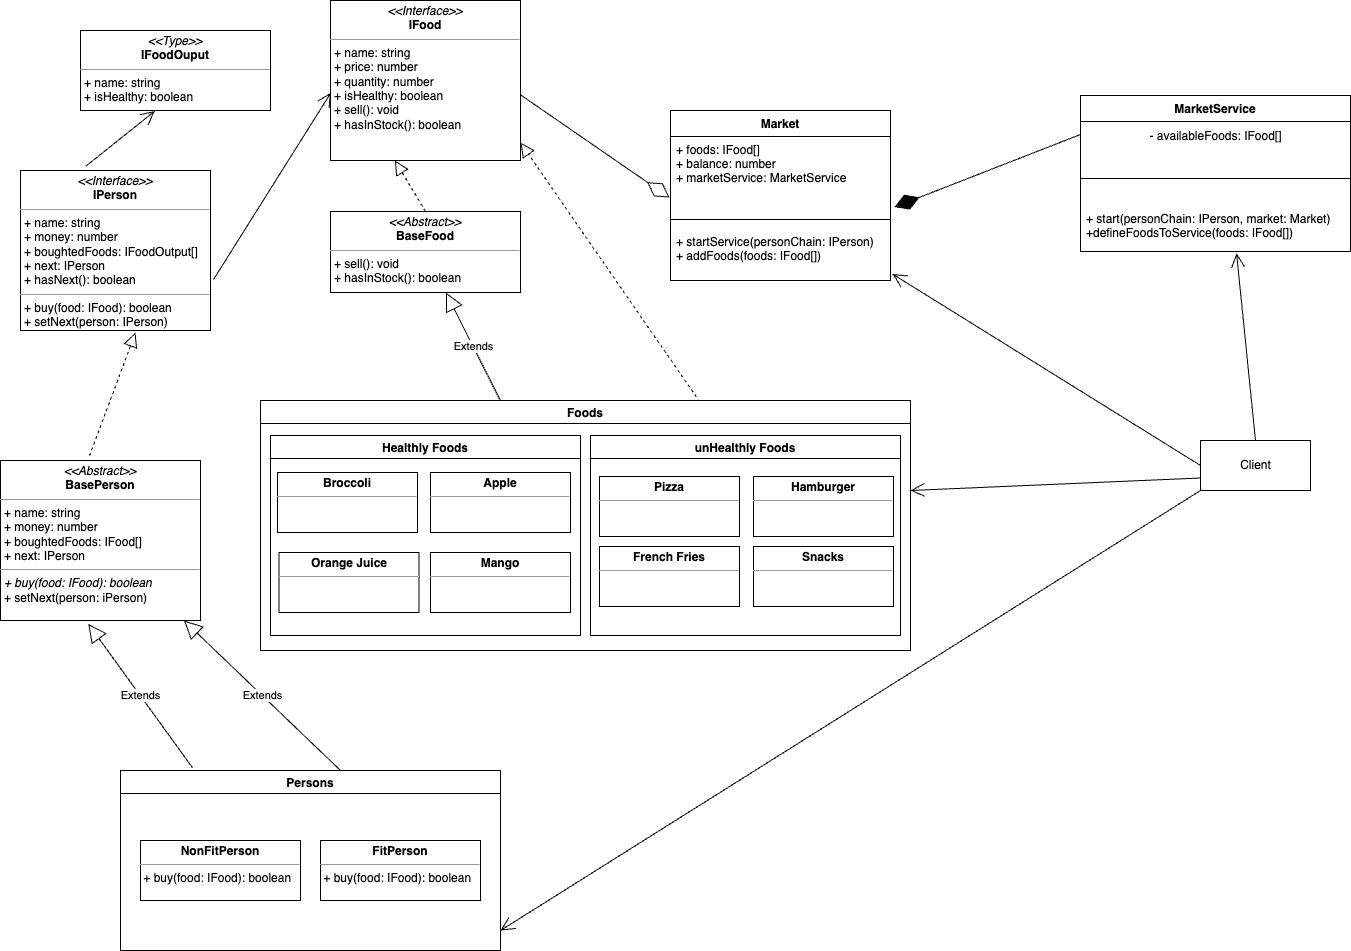 <<Type>>
IFoodOuput
+ name: string
+ isHealthy: boolean
<<Interface>>
IFood
+ name: string
+ price: number
+ quantity: number
+ isHealthy: boolean
+ sell(): void
+ hasInStock(): boolean
Market
+ foods: IFood[]
+ balance: number
+ marketService: MarketService
+ startService(personChain: IPerson)
+ addFoods(foods: IFood[])
MarketService
- availableFoods: IFood[]
+ start(personChain: IPerson, market: Market)
+defineFoodsToService(foods: IFood[])
<<Interface>>
IPerson
+ name: string
+ money: number
+ boughtedFoods: IFoodOutput[]
+ next: IPerson
+ hasNext(): boolean
+ buy(food: IFood): boolean
+ setNext(person: IPerson)
<<Abstract>>
BaseFood
+ sell(): void
+ hasInStock(): boolean
Extends
Foods
Healthly Foods
Broccoli
Apple
Orange Juice
Mango
unHealthly Foods
Pizza
Hamburger
French Fries
Snacks
Client
<<Abstract>>
BasePerson
+ name: string
+ money: number
+ boughtedFoods: IFood[]
+ next: IPerson
+ buy(food: IFood): boolean
+ setNext(person: iPerson)
Extends
Extends
Persons
NonFitPerson
+ buy(food: IFood): boolean
FitPerson
+ buy(food: IFood): boolean